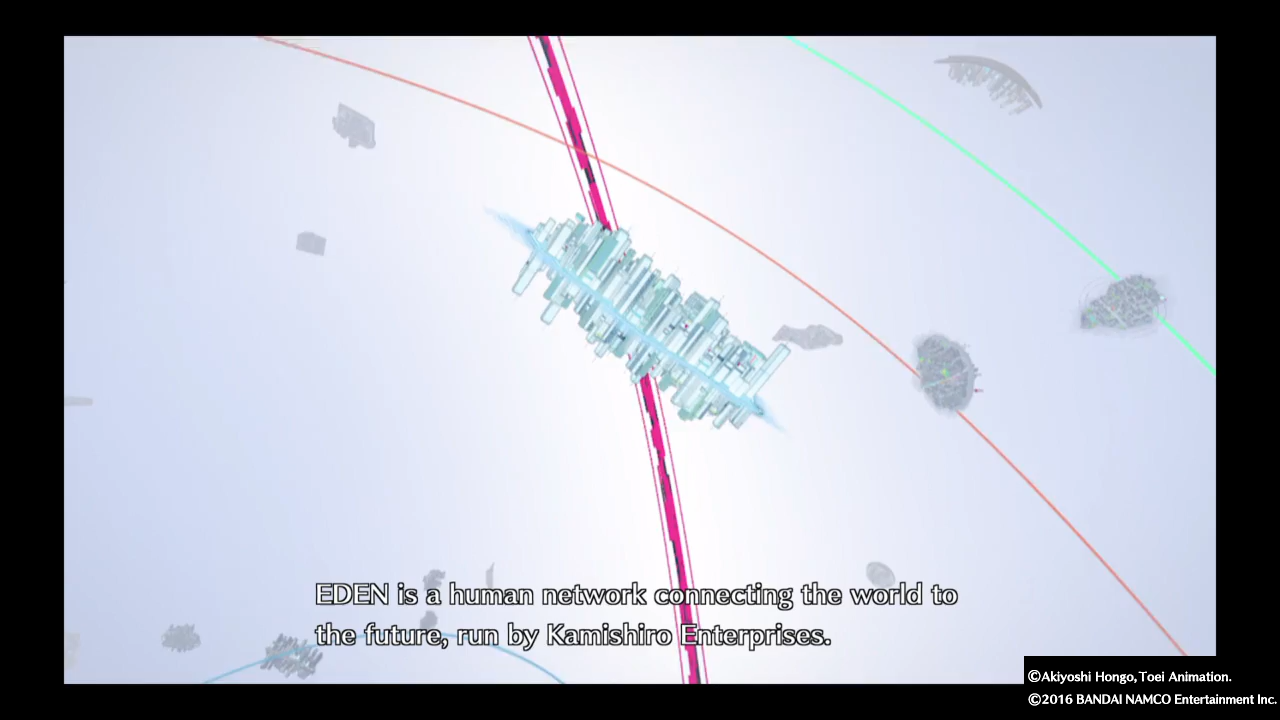 EDEN is a human network connecting the world to
the future, run by Kamishiro Enterprises.
©Akiyoshi Hongo, Toei Animation.
©2016 BANDAI NAMCO Entertainment Inc.